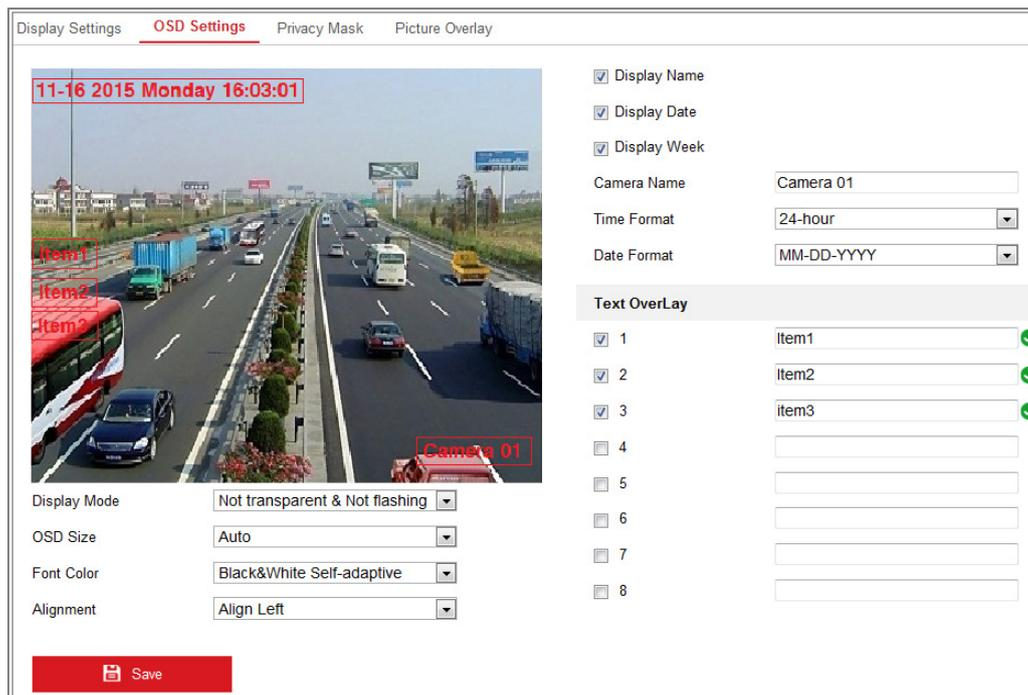 Display Settings
OSD Settings
Privacy Mask
Picture Overlay
11-16 2015 Monday 16:03:01
Item1
Item2
Item3
Camera 01
Display Mode
Not transparent & Not flashing
OSD Size
Auto
Font Color
Black&White Self-adaptive
Alignment
Align Left
Save
Display Name
Display Date
Display Week
Camera Name
Camera 01
Time Format
24-hour
Date Format
MM-DD-YYYY
Text OverLay
1
Item1
2
Item2
3
item3
4
5
6
7
8